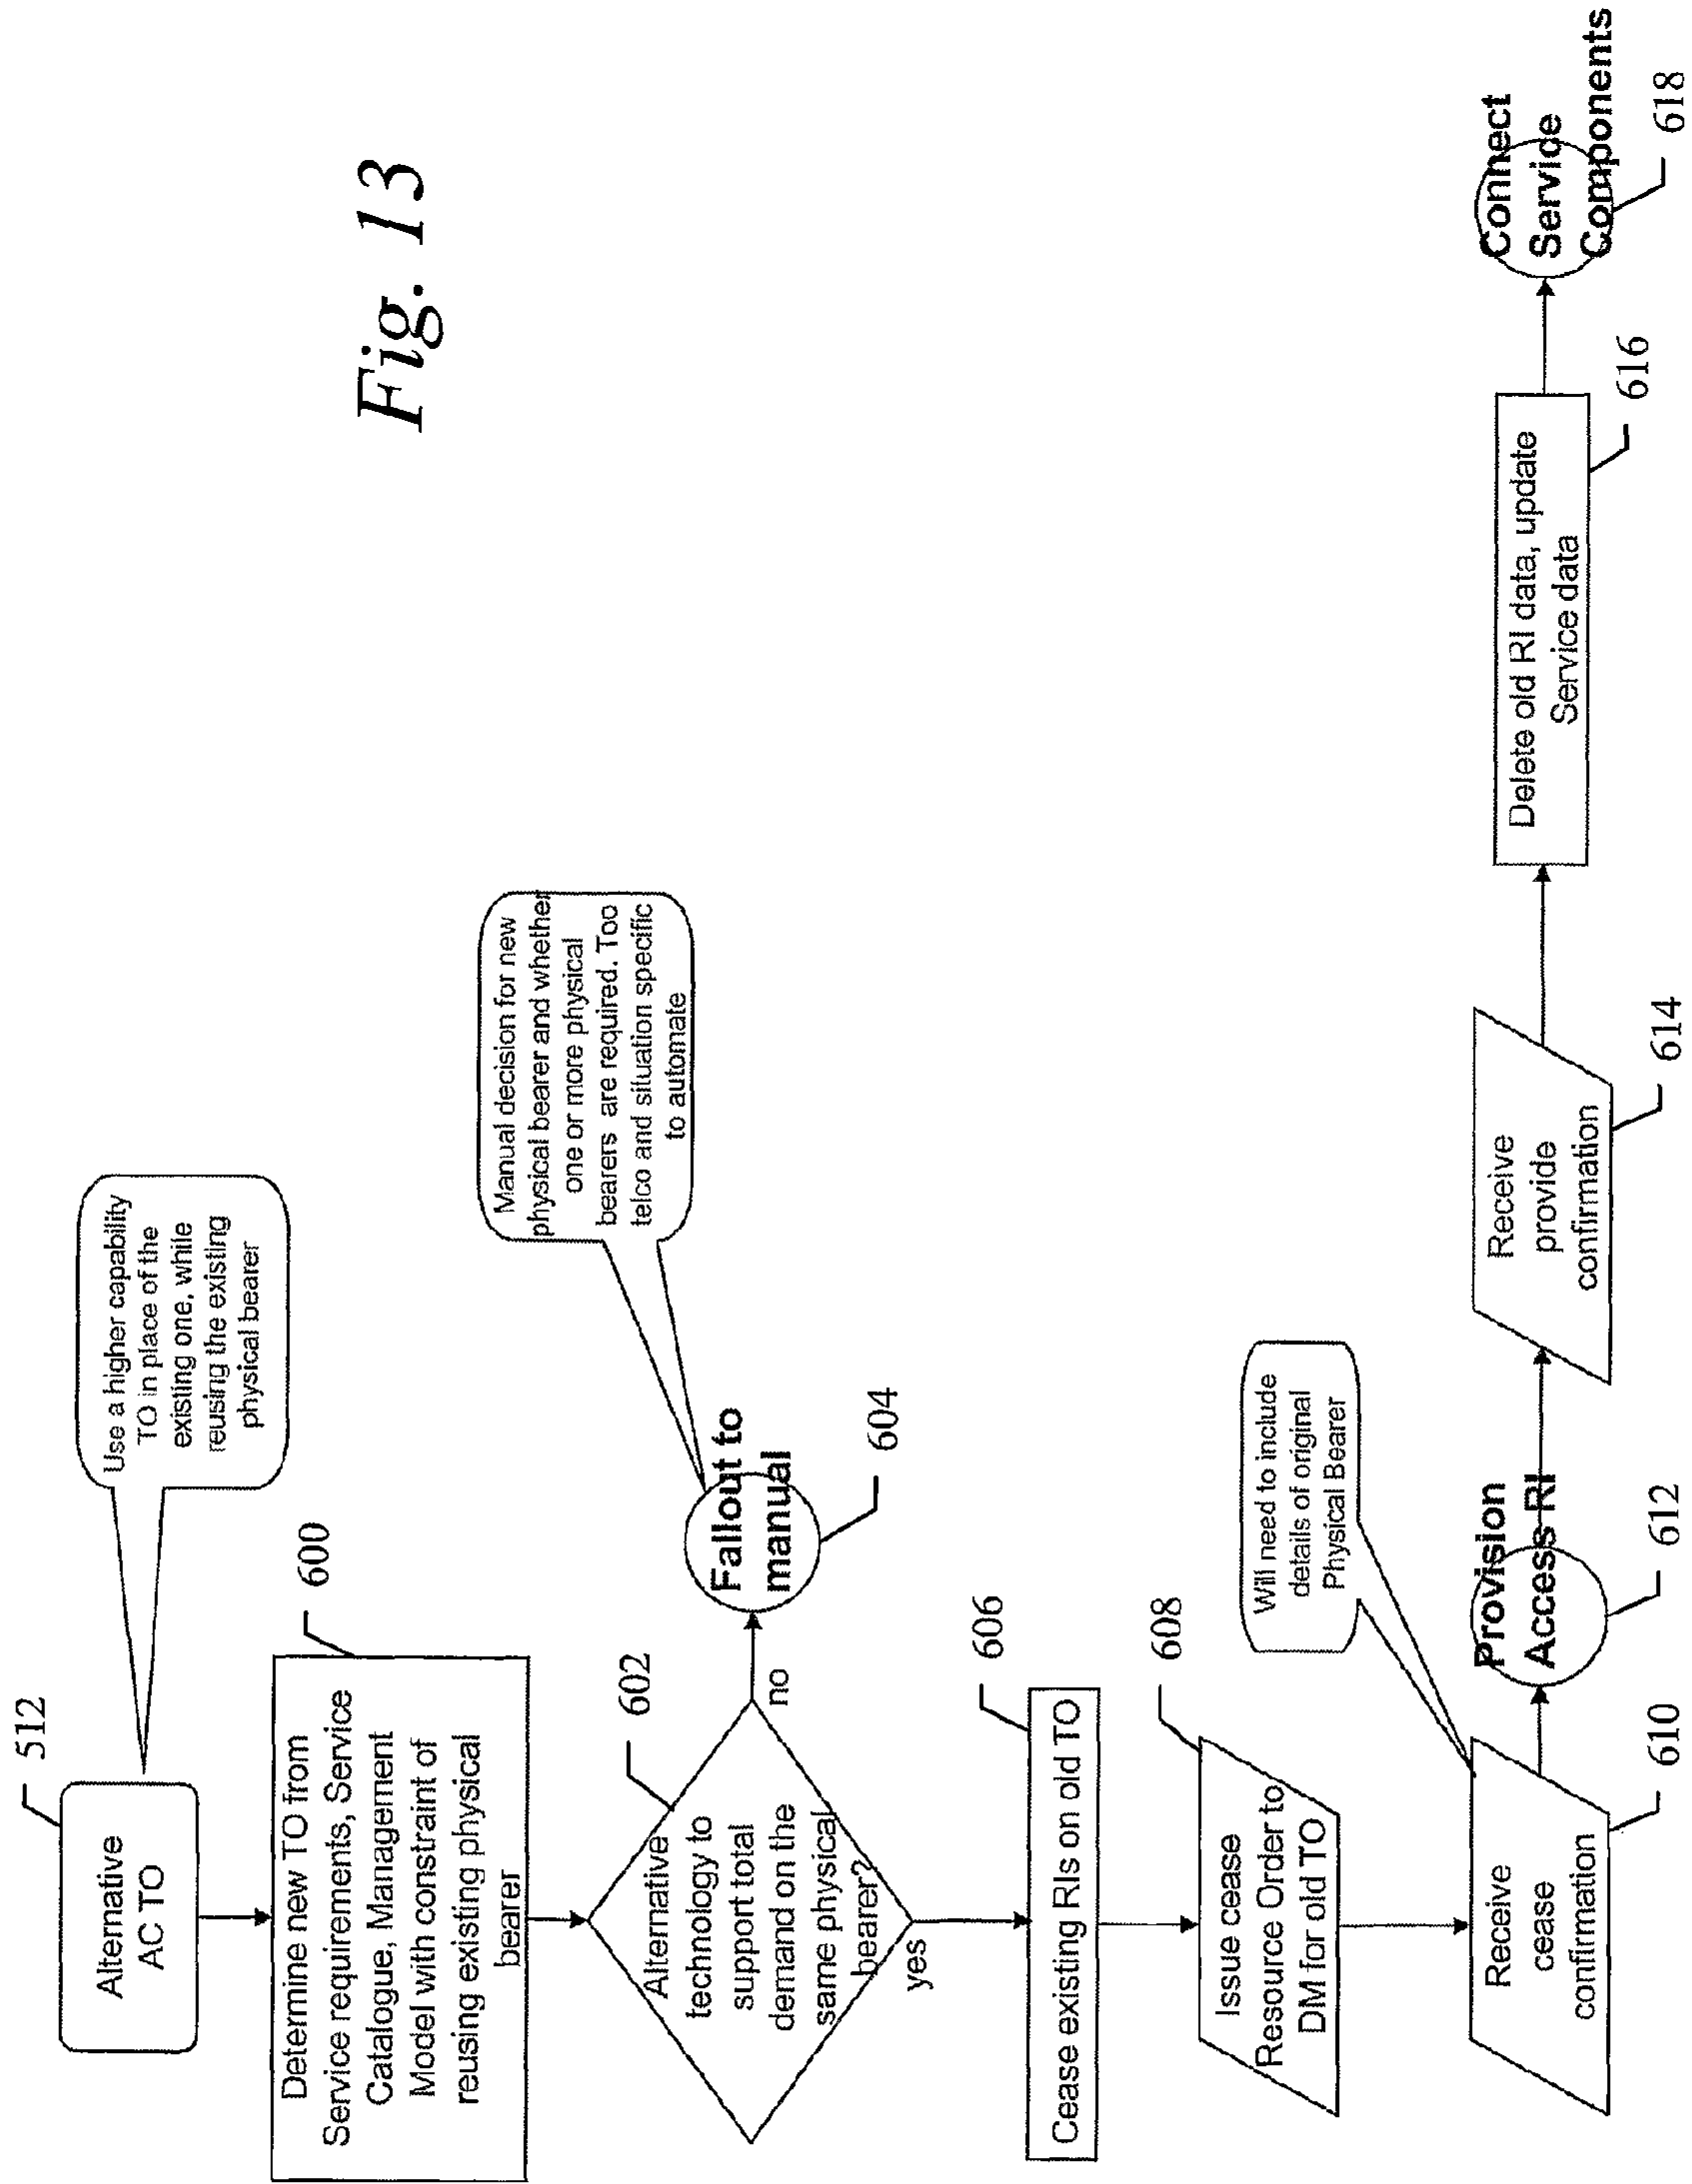 Fig. 13
512
Alternative
AC TO
Use a higher capability
TO in place of the
existing one, while
reusing the existing
physical bearer
600
Determine new TO from
Service requirements, Service
Catalogue, Management
Model with constraint of
reusing existing physical
bearer
602
Alternative
technology to
support total
demand on the
same physical
bearer?
no
yes
Fallout to
manual
604
Manual decision for new
physical bearer and whether
one or more physical
bearers are required. Too
telco and situation specific
to automate
606
Cease existing RIs on old TO
608
Issue cease
Resource Order to
DM for old TO
Will need to include
details of original
Physical Bearer
Receive
cease
confirmation
610
Provision
Access RI
612
Receive
provide
confirmation
614
Delete old RI data, update
Service data
616
Connect
Service
Components
618